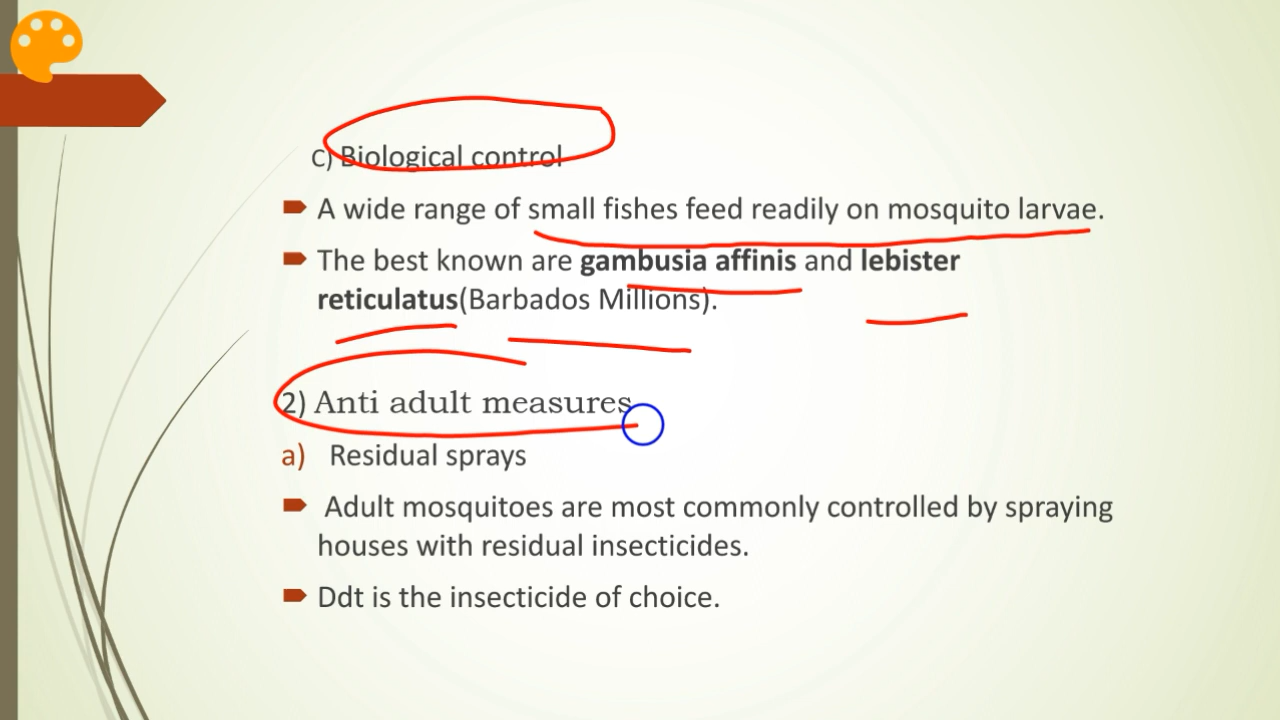 C) Biological control
A wide range of small fishes feed readily on mosquito larvae.
The best known are gambusia affinis and lebister
reticulatus(Barbados Millions).
2) Anti adult measures
a) Residual sprays
Adult mosquitoes are most commonly controlled by spraying
houses with residual insecticides.
Ddt is the insecticide of choice.